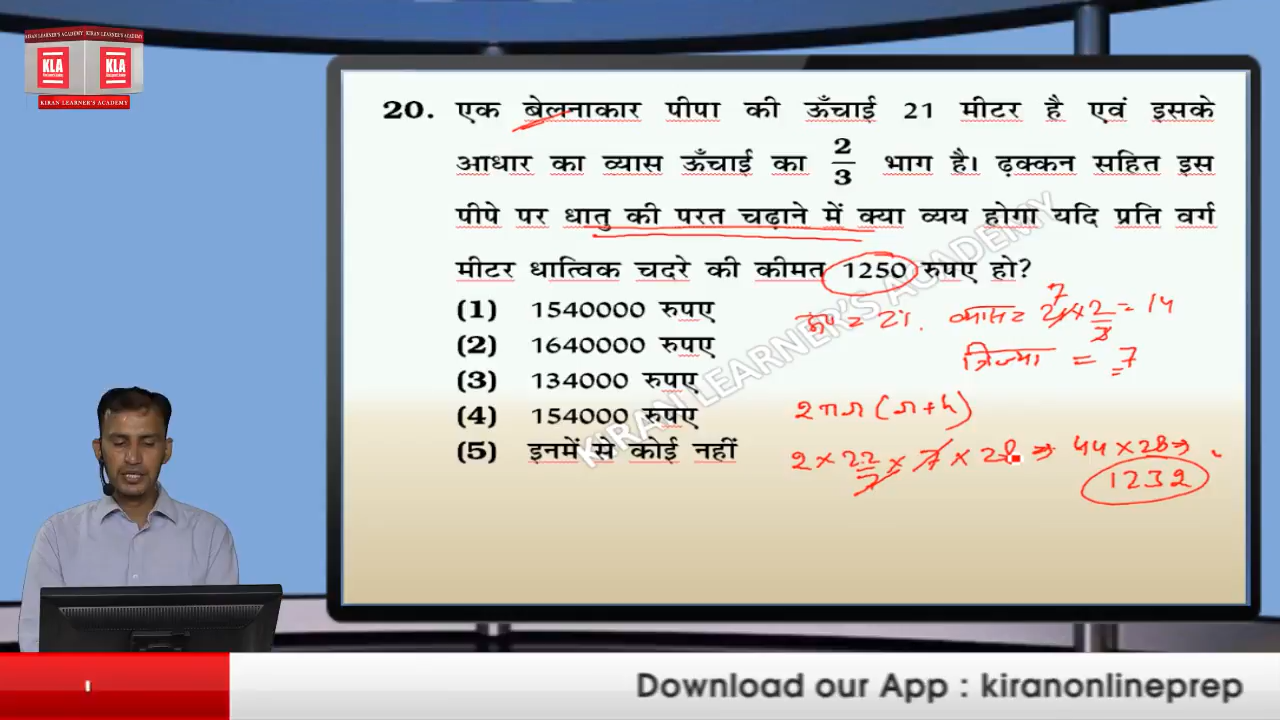 KIRAN LEARNER'S ACADEMY KIRAN LEARNER'S ACADEMY
KLA KLA
KIRAN LEARNER'S ACADEMY
20. एक बेलनाकार पीपा की ऊँचाई 21 मीटर है एवं इसके
आधार का व्यास ऊँचाई का 2/3 भाग है। ढ़क्कन सहित इस
पीपे पर धातु की परत चढ़ाने में क्या व्यय होगा यदि प्रति वर्ग
मीटर धात्विक चदरे की कीमत 1250 रुपए हो?
(1) 1540000 रुपए
(2) 1640000 रुपए
(3) 134000 रुपए
(4) 154000 रुपए
(5) इनमें से कोई नहीं
= 21. व्यास = 21 × 2/3 = 14
7
त्रिज्या = 7
2πr (r+h)
2 × 22/7 × 7 × 28 ⇒ 44 × 28 ⇒
1232
KIRAN LEARNER'S ACADEMY
Download our App : kiranonlineprep